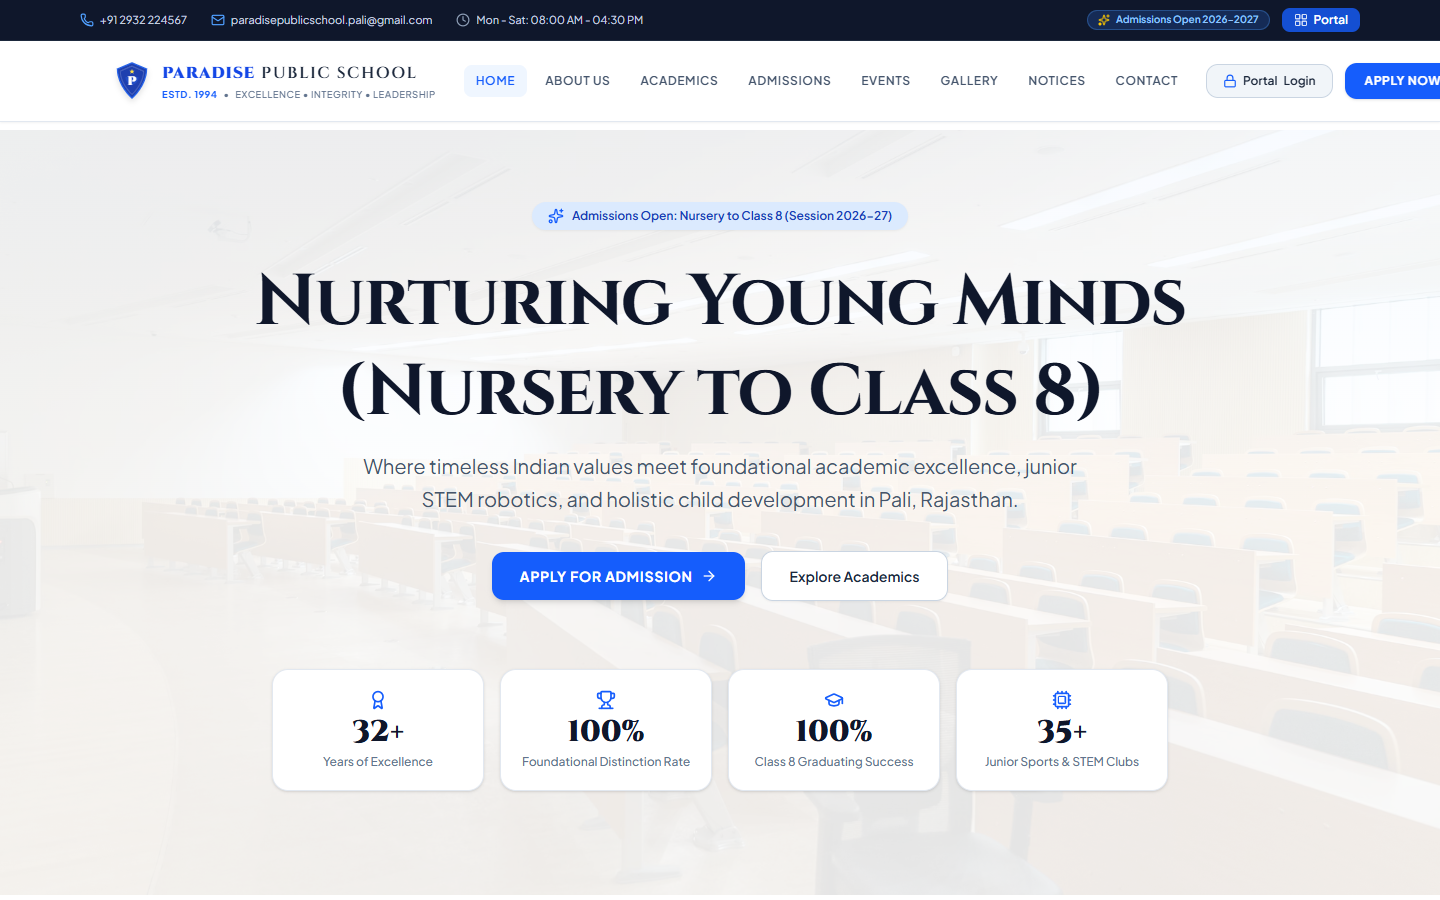 +91 2932 224567
paradisepublicschool.pali@gmail.com
Mon - Sat: 08:00 AM - 04:30 PM
Admissions Open 2026–2027
Portal
P
PARADISE PUBLIC SCHOOL
ESTD. 1994 • EXCELLENCE • INTEGRITY • LEADERSHIP
HOME
ABOUT US
ACADEMICS
ADMISSIONS
EVENTS
GALLERY
NOTICES
CONTACT
Portal Login
APPLY NOW
Admissions Open: Nursery to Class 8 (Session 2026–27)
Nurturing Young Minds
(Nursery to Class 8)
Where timeless Indian values meet foundational academic excellence, junior
STEM robotics, and holistic child development in Pali, Rajasthan.
APPLY FOR ADMISSION
Explore Academics
32+
Years of Excellence
100%
Foundational Distinction Rate
100%
Class 8 Graduating Success
35+
Junior Sports & STEM Clubs